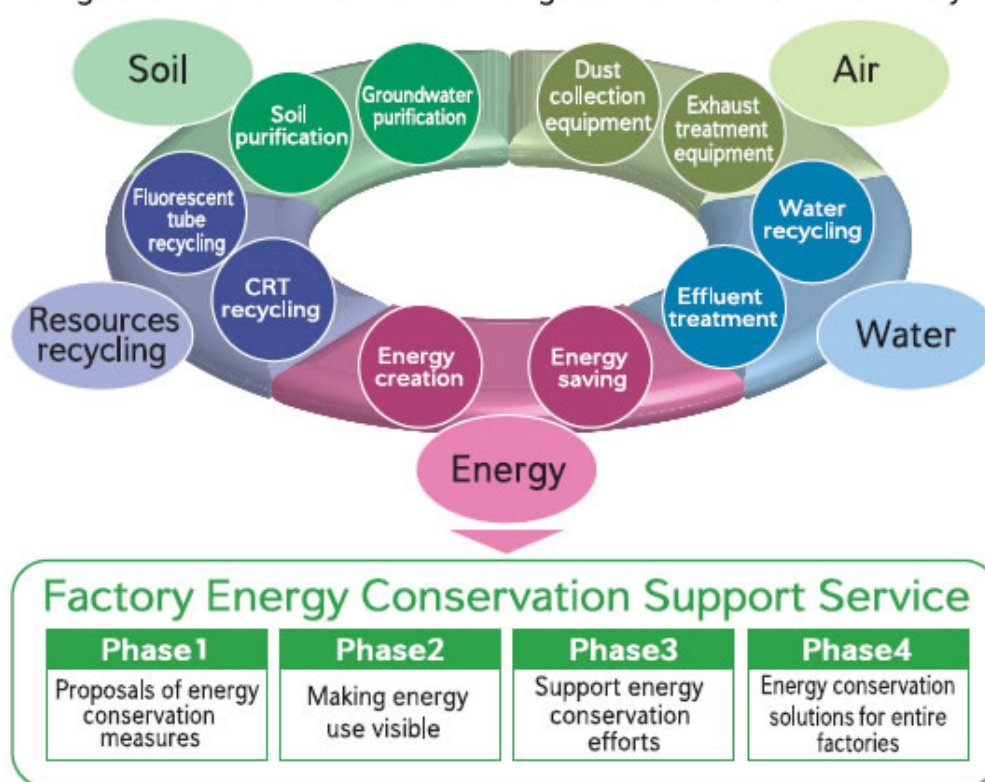 Soil
Air
Groundwater
purification
Dust
collection
equipment
Soil
purification
Exhaust
treatment
equipment
Fluorescent
tube
recycling
Water
recycling
CRT
recycling
Effluent
treatment
Resources
recycling
Water
Energy
creation
Energy
saving
Energy
Factory Energy Conservation Support Service
Phase1
Proposals of energy
conservation
measures
Phase2
Making energy
use visible
Phase3
Support energy
conservation
efforts
Phase4
Energy conservation
solutions for entire
factories